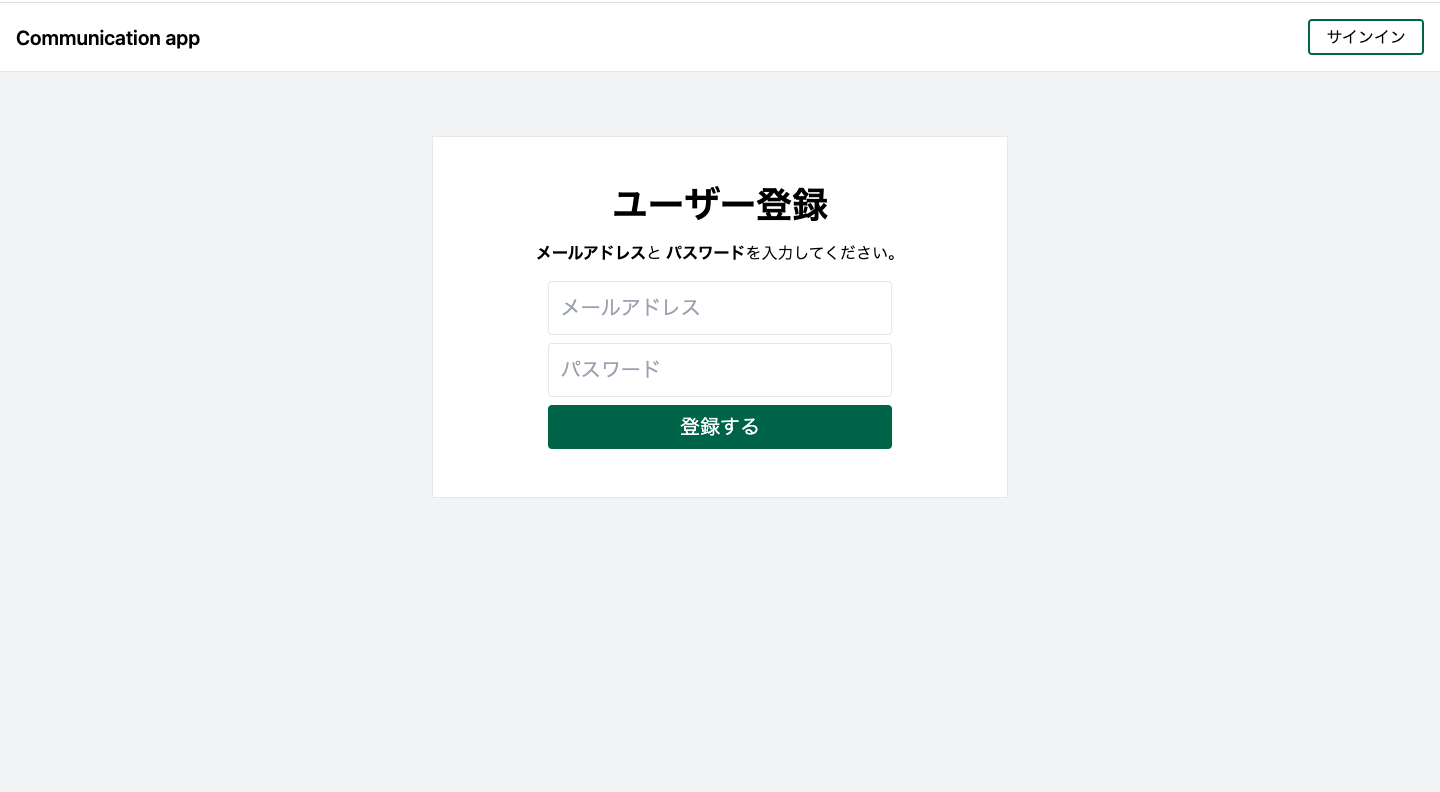 Communication app
サインイン
ユーザー登録
メールアドレスと パスワードを入力してください。
メールアドレス
パスワード
登録する